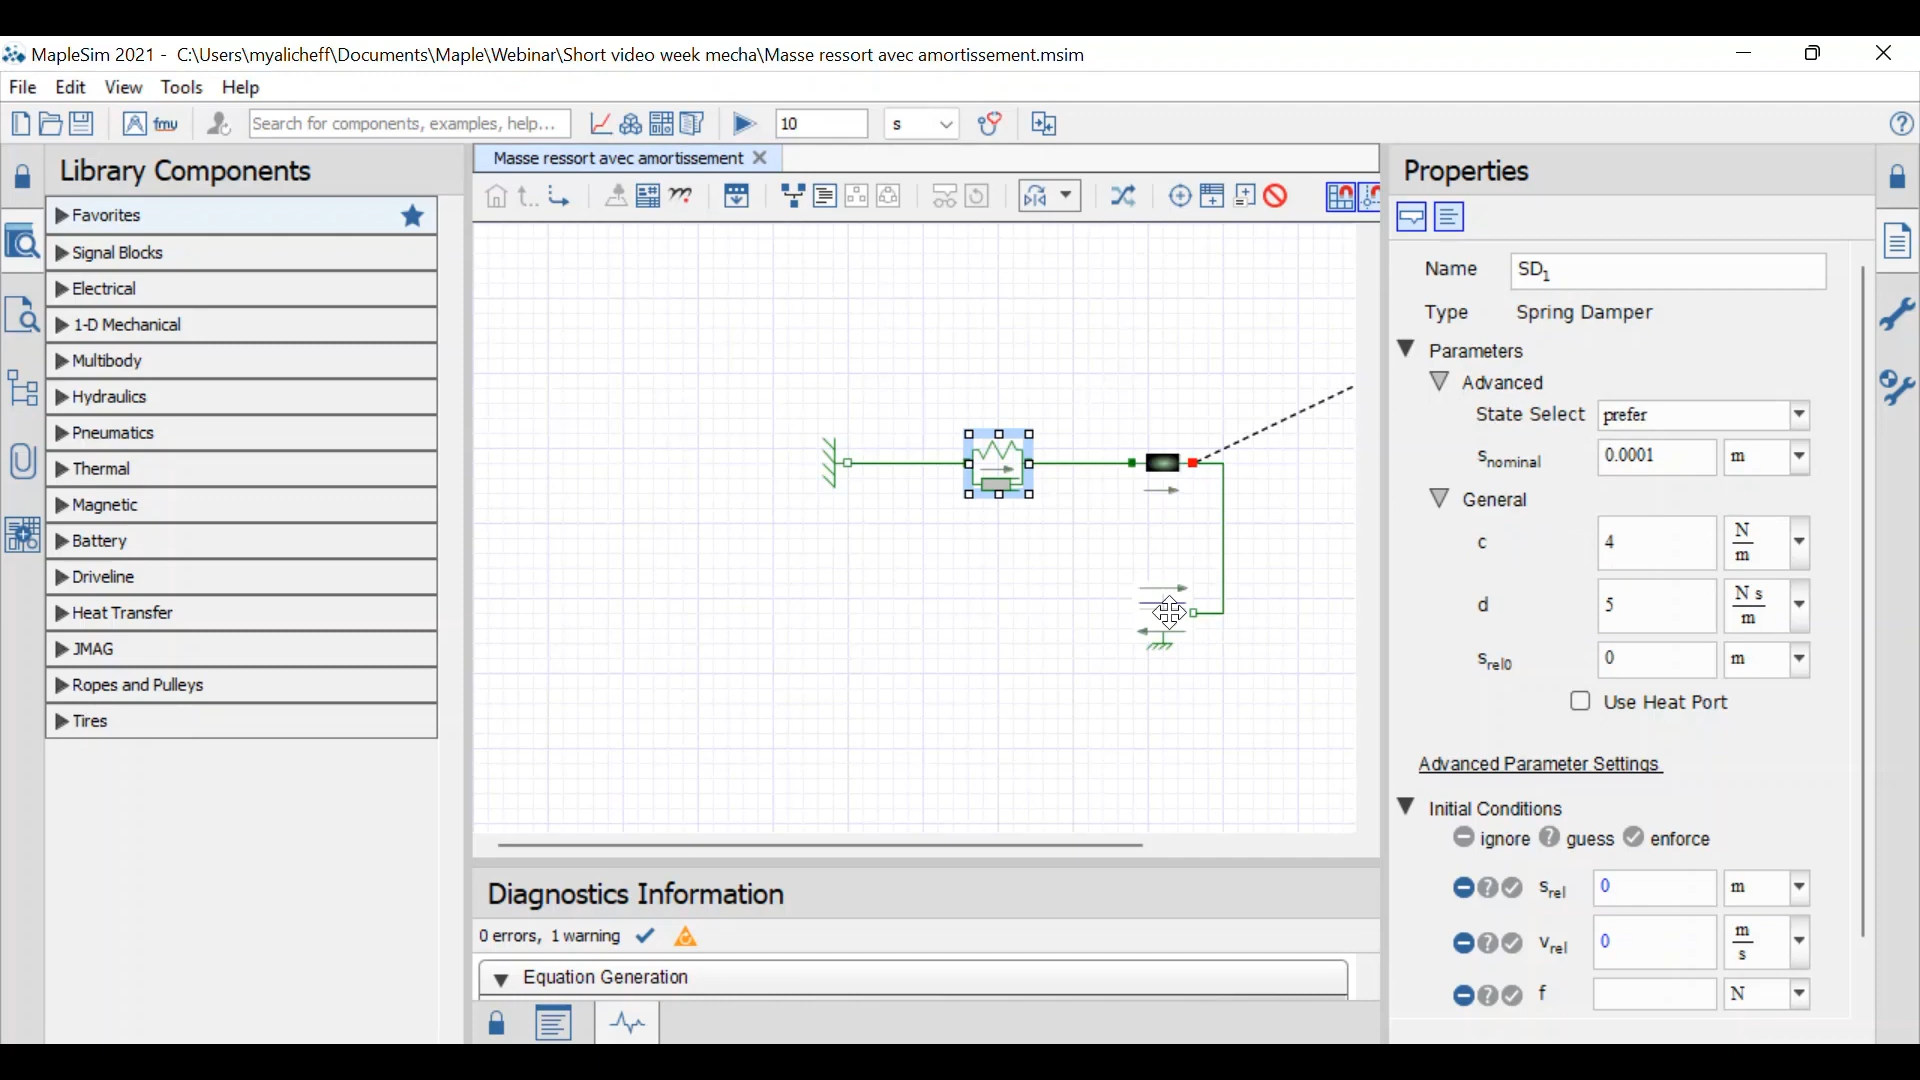 MapleSim 2021 - C:\Users\myalicheff\Documents\Maple\Webinar\Short video week mecha\Masse ressort avec amortissement.msim
File Edit View Tools Help
fmu Search for components, examples, help... 10 s
Library Components
Favorites
Signal Blocks
Electrical
1-D Mechanical
Multibody
Hydraulics
Pneumatics
Thermal
Magnetic
Battery
Driveline
Heat Transfer
JMAG
Ropes and Pulleys
Tires
Masse ressort avec amortissement
Diagnostics Information
0 errors, 1 warning
Equation Generation
Properties
Name SD1
Type Spring Damper
Parameters
Advanced
State Select prefer
snominal 0.0001 m
General
c 4 N/m
d 5 N s/m
srel0 0 m
Use Heat Port
Advanced Parameter Settings
Initial Conditions
ignore guess enforce
srel 0 m
vrel 0 m/s
f N